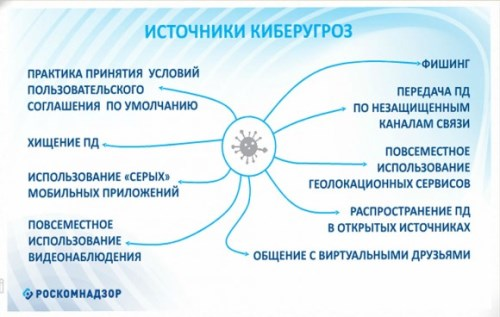 ИСТОЧНИКИ КИБЕРУГРОЗ
ПРАКТИКА ПРИНЯТИЯ УСЛОВИЙ
ПОЛЬЗОВАТЕЛЬСКОГО
СОГЛАШЕНИЯ ПО УМОЛЧАНИЮ
ХИЩЕНИЕ ПД
ИСПОЛЬЗОВАНИЕ «СЕРЫХ»
МОБИЛЬНЫХ ПРИЛОЖЕНИЙ
ПОВСЕМЕСТНОЕ
ИСПОЛЬЗОВАНИЕ
ВИДЕОНАБЛЮДЕНИЯ
ФИШИНГ
ПЕРЕДАЧА ПД
ПО НЕЗАЩИЩЕННЫМ
КАНАЛАМ СВЯЗИ
ПОВСЕМЕСТНОЕ
ИСПОЛЬЗОВАНИЕ
ГЕОЛОКАЦИОННЫХ СЕРВИСОВ
РАСПРОСТРАНЕНИЕ ПД
В ОТКРЫТЫХ ИСТОЧНИКАХ
ОБЩЕНИЕ С ВИРТУАЛЬНЫМИ ДРУЗЬЯМИ
РОСКОМНАДЗОР